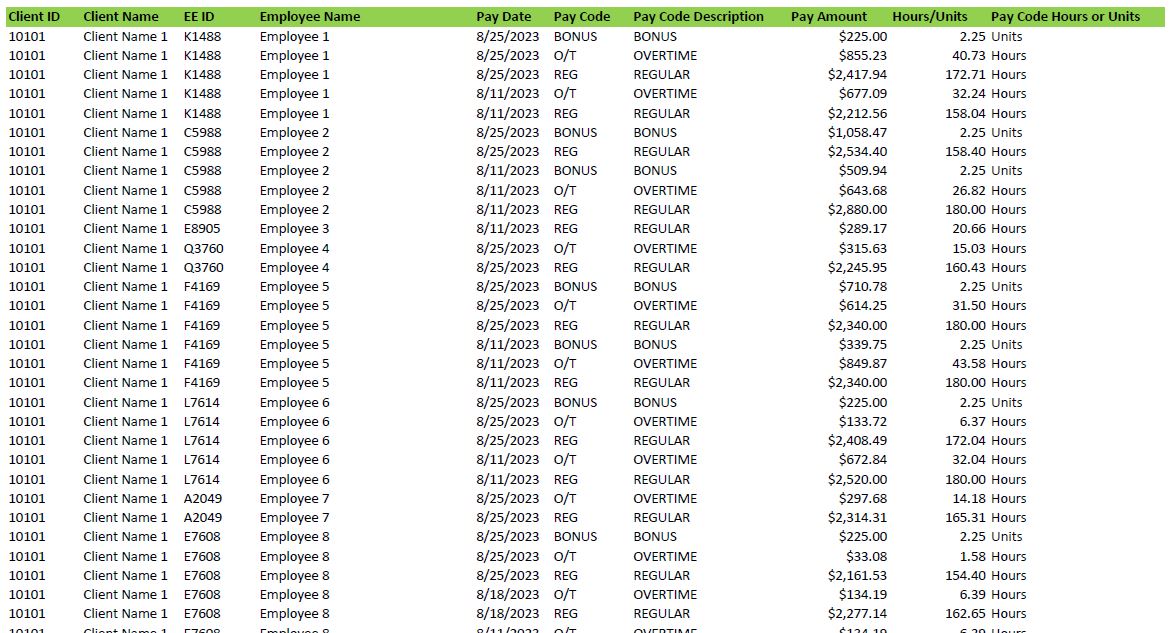 Client ID Client Name EE ID Employee Name Pay Date Pay Code Pay Code Description Pay Amount Hours/Units Pay Code Hours or Units
10101 Client Name 1 K1488 Employee 1 8/25/2023 BONUS BONUS $225.00 2.25 Units
10101 Client Name 1 K1488 Employee 1 8/25/2023 O/T OVERTIME $855.23 40.73 Hours
10101 Client Name 1 K1488 Employee 1 8/25/2023 REG REGULAR $2,417.94 172.71 Hours
10101 Client Name 1 K1488 Employee 1 8/11/2023 O/T OVERTIME $677.09 32.24 Hours
10101 Client Name 1 K1488 Employee 1 8/11/2023 REG REGULAR $2,212.56 158.04 Hours
10101 Client Name 1 C5988 Employee 2 8/25/2023 BONUS BONUS $1,058.47 2.25 Units
10101 Client Name 1 C5988 Employee 2 8/25/2023 REG REGULAR $2,534.40 158.40 Hours
10101 Client Name 1 C5988 Employee 2 8/11/2023 BONUS BONUS $509.94 2.25 Units
10101 Client Name 1 C5988 Employee 2 8/11/2023 O/T OVERTIME $643.68 26.82 Hours
10101 Client Name 1 C5988 Employee 2 8/11/2023 REG REGULAR $2,880.00 180.00 Hours
10101 Client Name 1 E8905 Employee 3 8/11/2023 REG REGULAR $289.17 20.66 Hours
10101 Client Name 1 Q3760 Employee 4 8/25/2023 O/T OVERTIME $315.63 15.03 Hours
10101 Client Name 1 Q3760 Employee 4 8/25/2023 REG REGULAR $2,245.95 160.43 Hours
10101 Client Name 1 F4169 Employee 5 8/25/2023 BONUS BONUS $710.78 2.25 Units
10101 Client Name 1 F4169 Employee 5 8/25/2023 O/T OVERTIME $614.25 31.50 Hours
10101 Client Name 1 F4169 Employee 5 8/25/2023 REG REGULAR $2,340.00 180.00 Hours
10101 Client Name 1 F4169 Employee 5 8/11/2023 BONUS BONUS $339.75 2.25 Units
10101 Client Name 1 F4169 Employee 5 8/11/2023 O/T OVERTIME $849.87 43.58 Hours
10101 Client Name 1 F4169 Employee 5 8/11/2023 REG REGULAR $2,340.00 180.00 Hours
10101 Client Name 1 L7614 Employee 6 8/25/2023 BONUS BONUS $225.00 2.25 Units
10101 Client Name 1 L7614 Employee 6 8/25/2023 O/T OVERTIME $133.72 6.37 Hours
10101 Client Name 1 L7614 Employee 6 8/25/2023 REG REGULAR $2,408.49 172.04 Hours
10101 Client Name 1 L7614 Employee 6 8/11/2023 O/T OVERTIME $672.84 32.04 Hours
10101 Client Name 1 L7614 Employee 6 8/11/2023 REG REGULAR $2,520.00 180.00 Hours
10101 Client Name 1 A2049 Employee 7 8/25/2023 O/T OVERTIME $297.68 14.18 Hours
10101 Client Name 1 A2049 Employee 7 8/25/2023 REG REGULAR $2,314.31 165.31 Hours
10101 Client Name 1 E7608 Employee 8 8/25/2023 BONUS BONUS $225.00 2.25 Units
10101 Client Name 1 E7608 Employee 8 8/25/2023 O/T OVERTIME $33.08 1.58 Hours
10101 Client Name 1 E7608 Employee 8 8/25/2023 REG REGULAR $2,161.53 154.40 Hours
10101 Client Name 1 E7608 Employee 8 8/18/2023 O/T OVERTIME $134.19 6.39 Hours
10101 Client Name 1 E7608 Employee 8 8/18/2023 REG REGULAR $2,277.14 162.65 Hours
10101 Client Name 1 E7608 Employee 8 8/11/2023 O/T OVERTIME $134.19 6.39 Hours